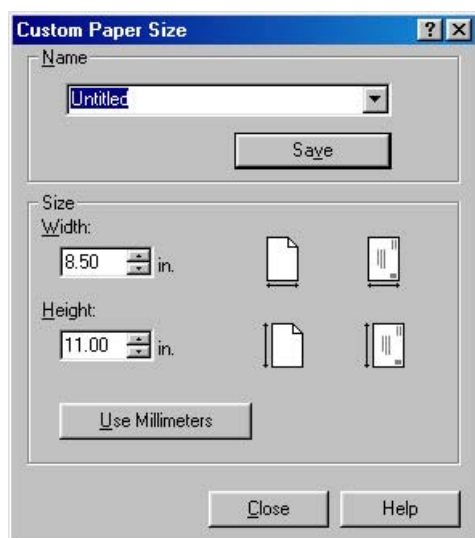 Custom Paper Size
Name
Untitled
Save
Size
Width:
8.50 in.
Height:
11.00 in.
Use Millimeters
Close Help